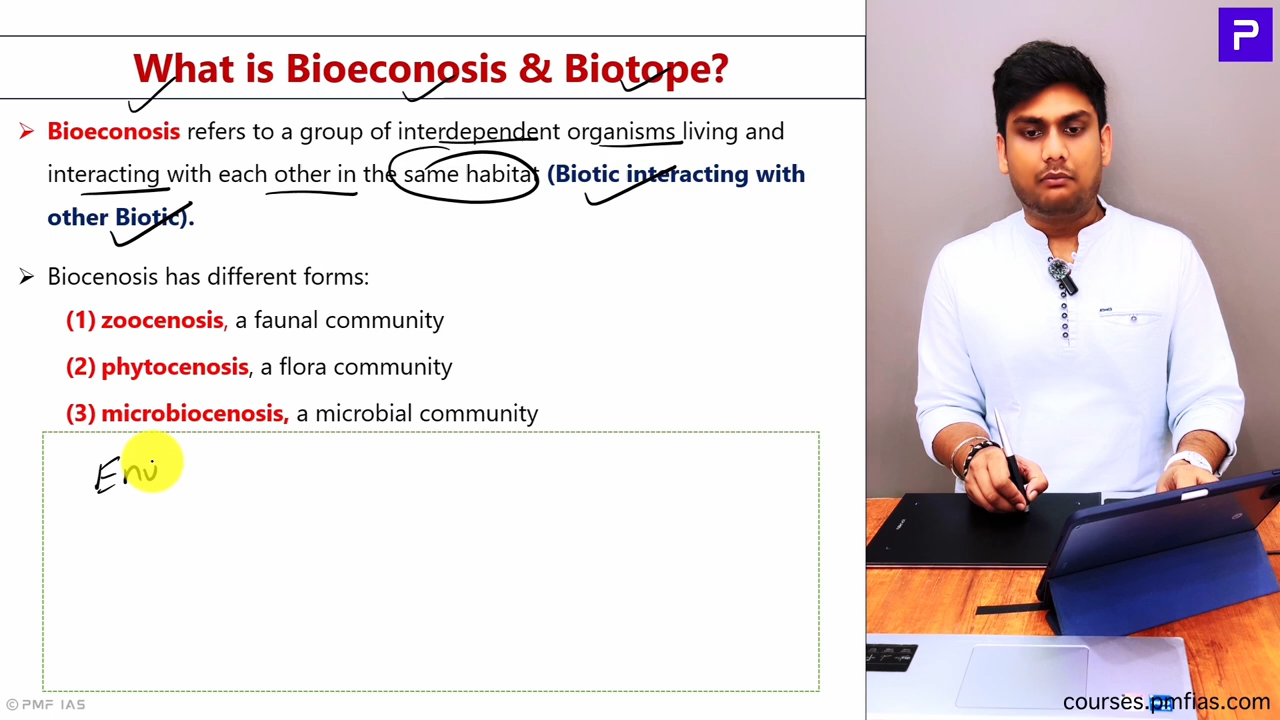 What is Bioeconosis & Biotope?
➢ Bioeconosis refers to a group of interdependent organisms living and
interacting with each other in the same habitat (Biotic interacting with
other Biotic).
➢ Biocenosis has different forms:
(1) zoocenosis, a faunal community
(2) phytocenosis, a flora community
(3) microbiocenosis, a microbial community
Env
© PMF IAS
P
courses.pmfias.com